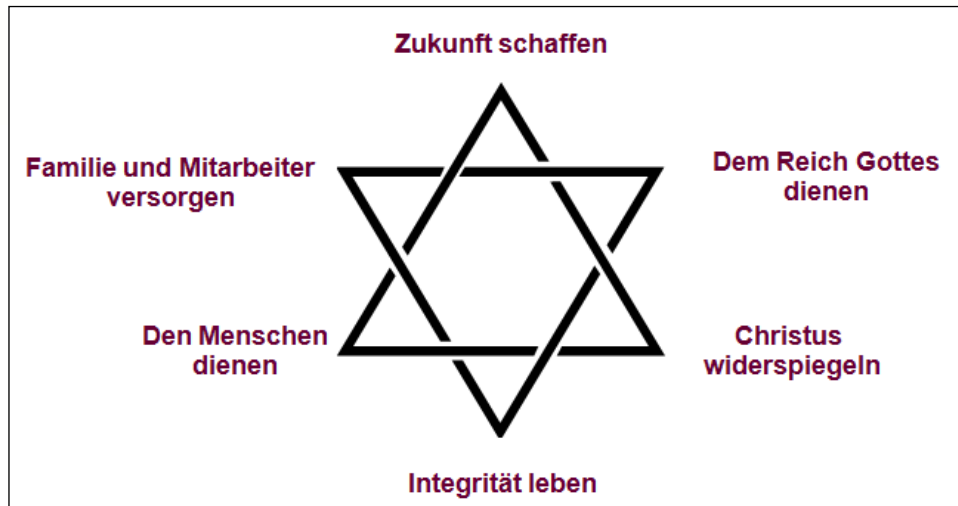 Zukunft schaffen
Familie und Mitarbeiter
versorgen
Dem Reich Gottes
dienen
Den Menschen
dienen
Christus
widerspiegeln
Integrität leben